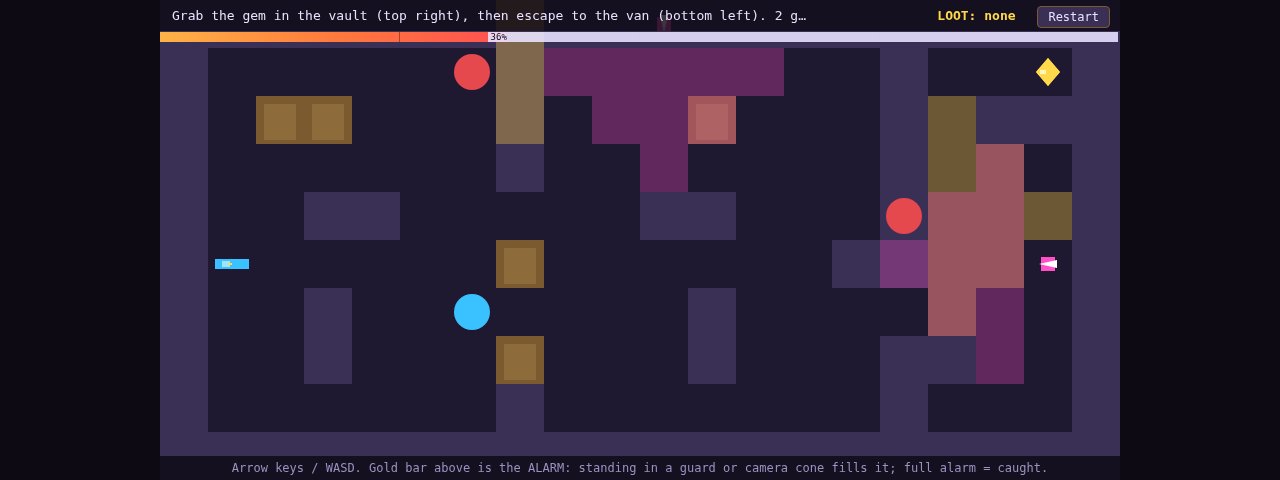 Grab the gem in the vault (top right), then escape to the van (bottom left). 2 g…
LOOT: none
Restart
36%
Arrow keys / WASD. Gold bar above is the ALARM: standing in a guard or camera cone fills it; full alarm = caught.